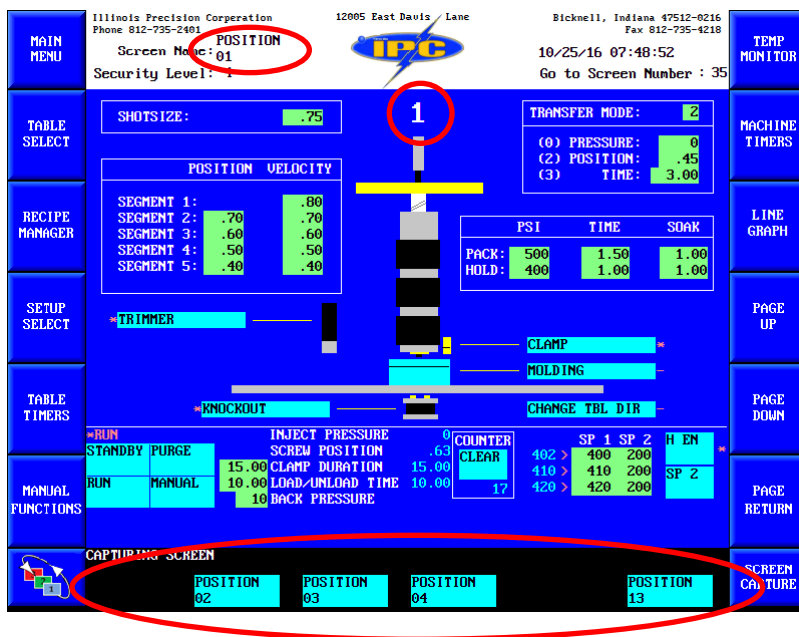 Illinois Precision Corperation
12005 East Davis Lane
Bicknell, Indiana 47512-0216
Phone 812-735-2401
Fax 812-735-4218
Screen Name: POSITION 01
IPC
10/25/16 07:48:52
Security Level: 1
Go to Screen Number : 35
MAIN MENU
TABLE SELECT
RECIPE MANAGER
SETUP SELECT
TABLE TIMERS
MANUAL FUNCTIONS
1
SHOTSIZE: .75
1
TRANSFER MODE: 2
(0) PRESSURE: 0
(2) POSITION: .45
(3) TIME: 3.00
POSITION VELOCITY
SEGMENT 1: .80
SEGMENT 2: .70 .70
SEGMENT 3: .60 .60
SEGMENT 4: .50 .50
SEGMENT 5: .40 .40
PSI TIME SOAK
PACK: 500 1.50 1.00
HOLD: 400 1.00 1.00
*TRIMMER
CLAMP *
MOLDING -
*KNOCKOUT
CHANGE TBL DIR -
*RUN
STANDBY PURGE
RUN MANUAL
INJECT PRESSURE 0
SCREW POSITION .63
15.00 CLAMP DURATION 15.00
10.00 LOAD/UNLOAD TIME 10.00
10 BACK PRESSURE
COUNTER
CLEAR
17
SP 1 SP 2
402 > 400 200
410 > 410 200
420 > 420 200
H EN *
SP 2
CAPTURING SCREEN
POSITION 02
POSITION 03
POSITION 04
POSITION 13
TEMP MONITOR
MACHINE TIMERS
LINE GRAPH
PAGE UP
PAGE DOWN
PAGE RETURN
SCREEN CAPTURE